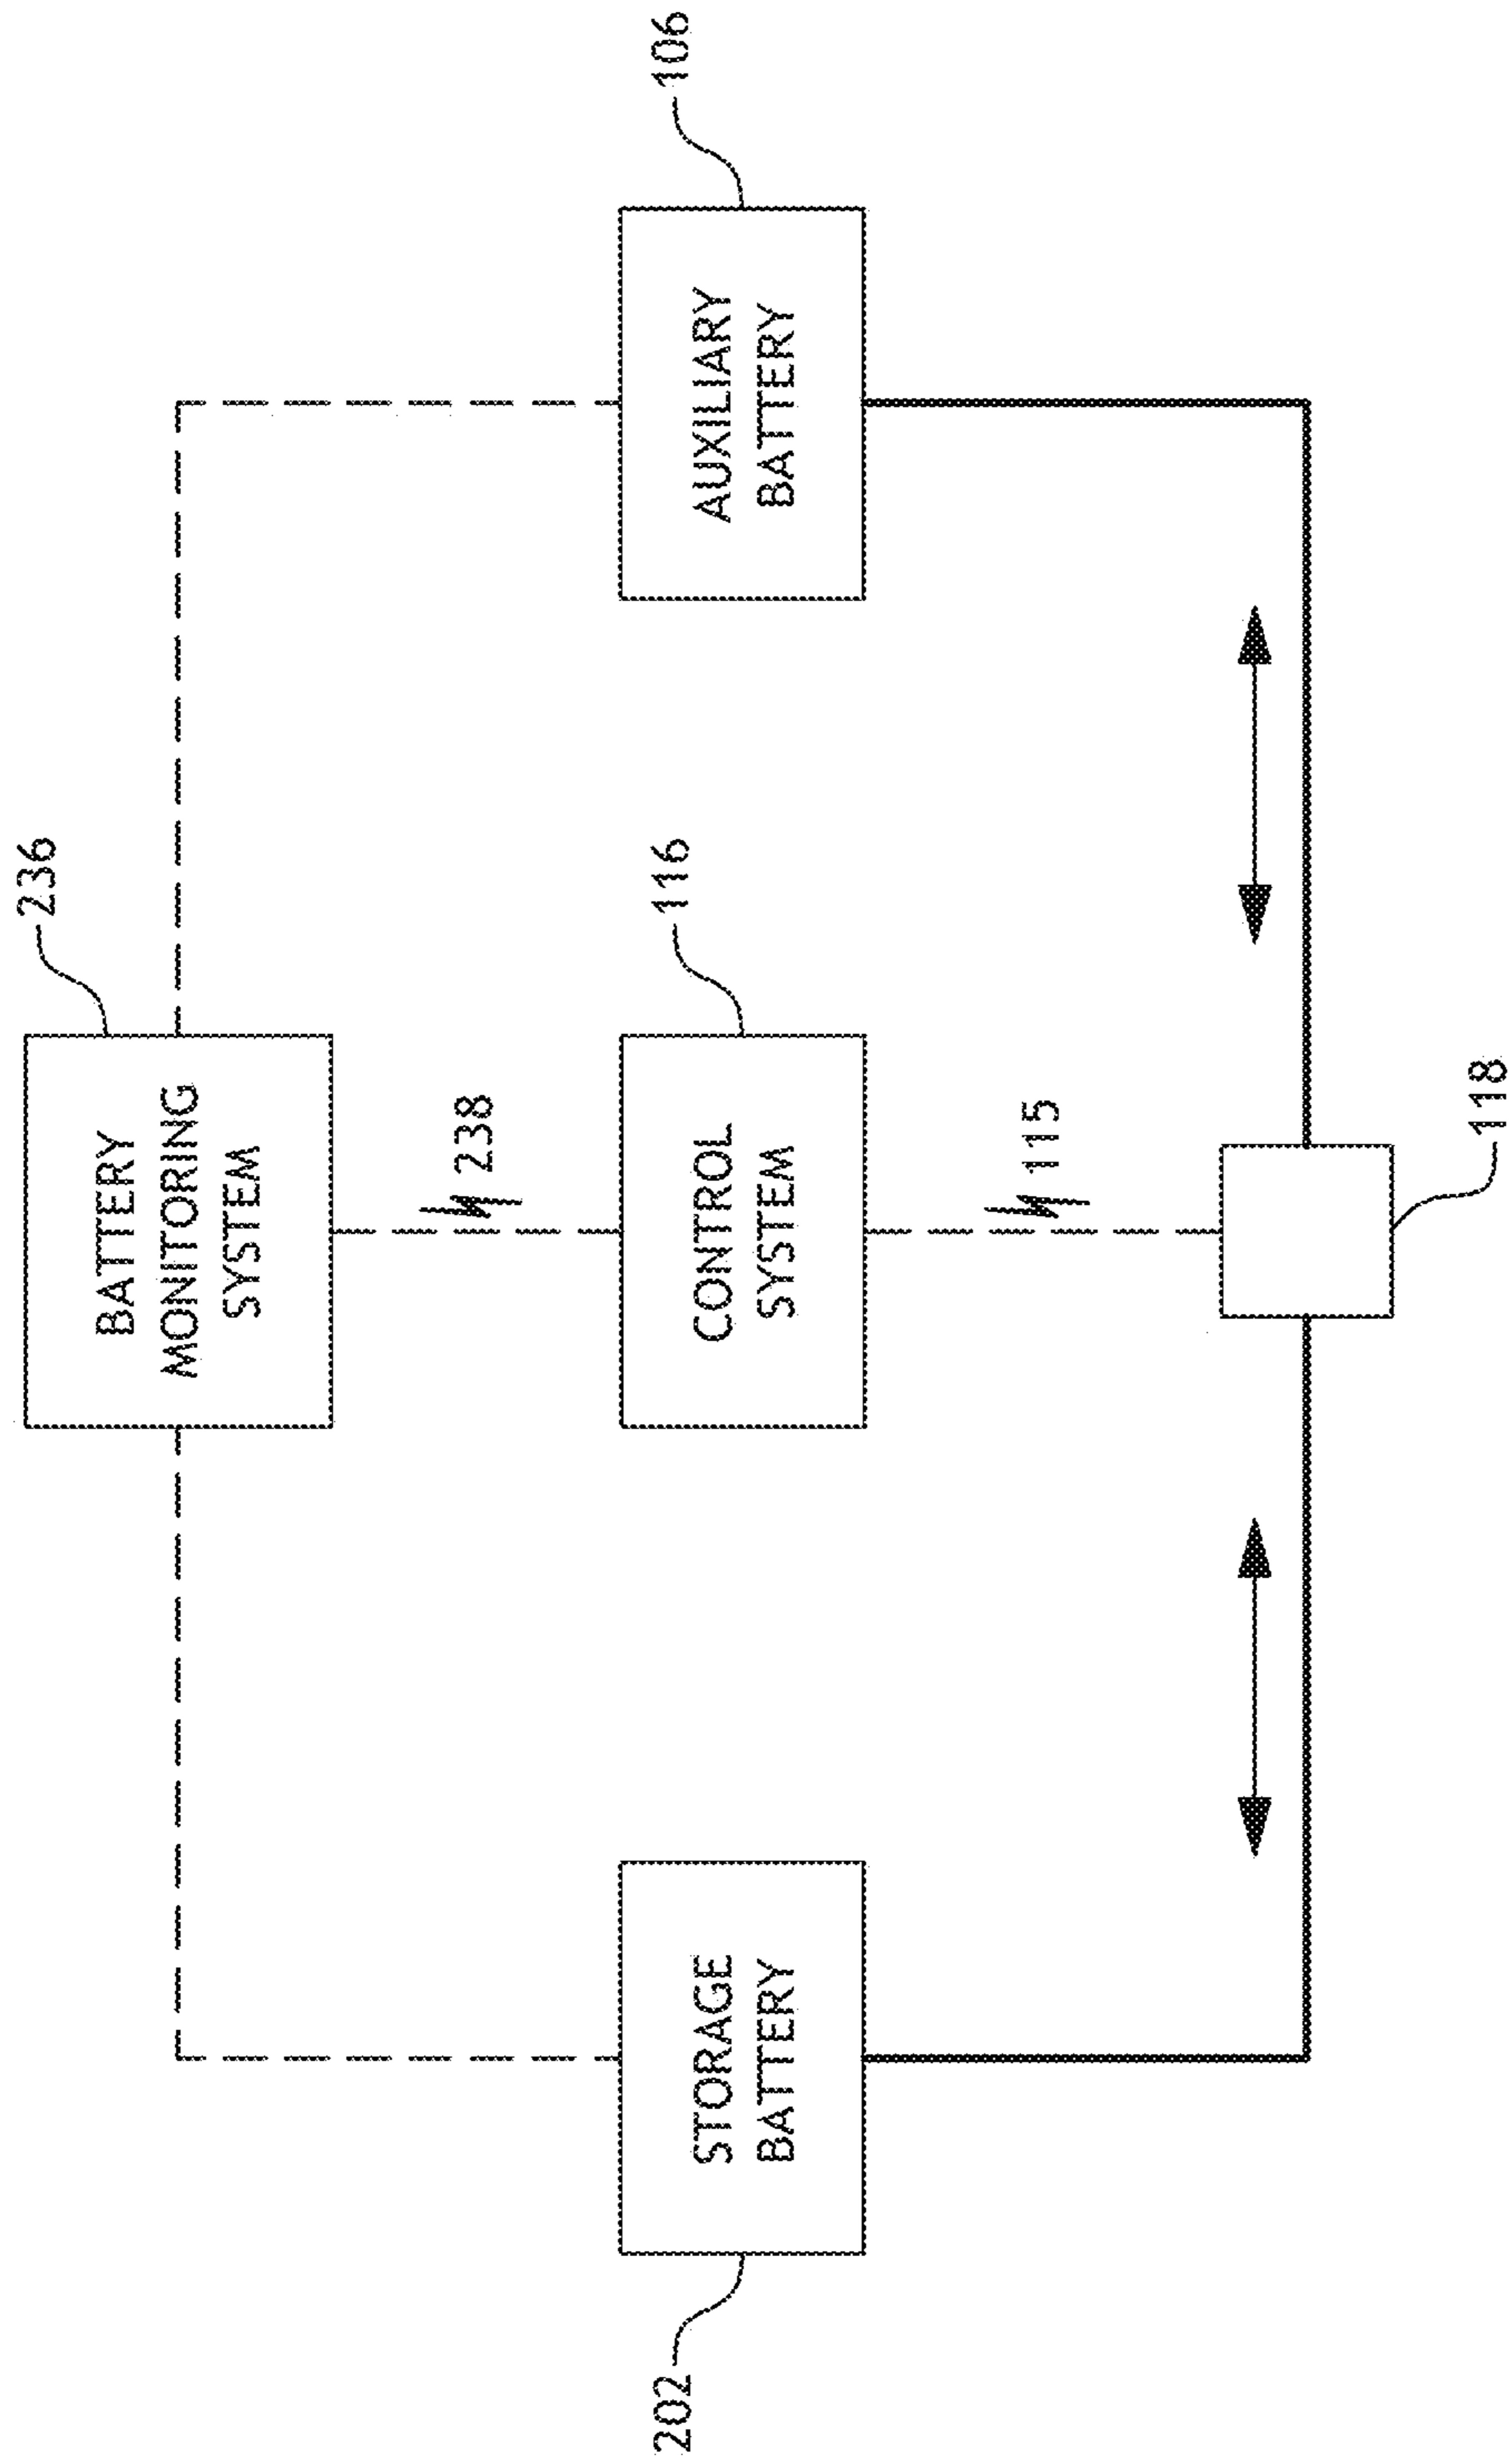 236
BATTERY
MONITORING
SYSTEM
238
202
STORAGE
BATTERY
116
CONTROL
SYSTEM
106
AUXILIARY
BATTERY
115
118